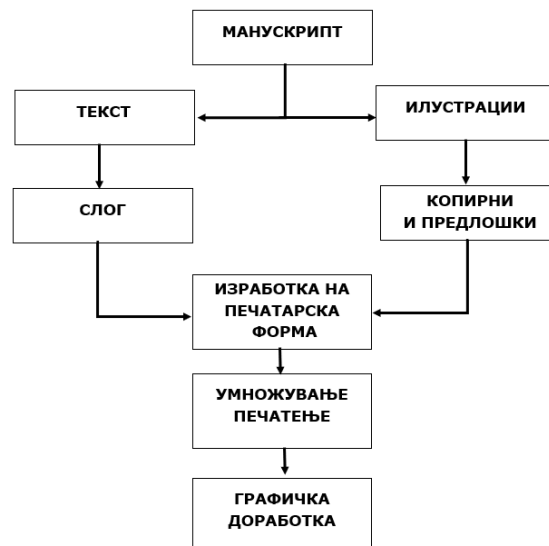 МАНУСКРИПТ
ТЕКСТ
ИЛУСТРАЦИИ
СЛОГ
КОПИРНИ
И ПРЕДЛОШКИ
ИЗРАБОТКА НА
ПЕЧАТАРСКА
ФОРМА
УМНОЖУВАЊЕ
ПЕЧАТЕЊЕ
ГРАФИЧКА
ДОРАБОТКА